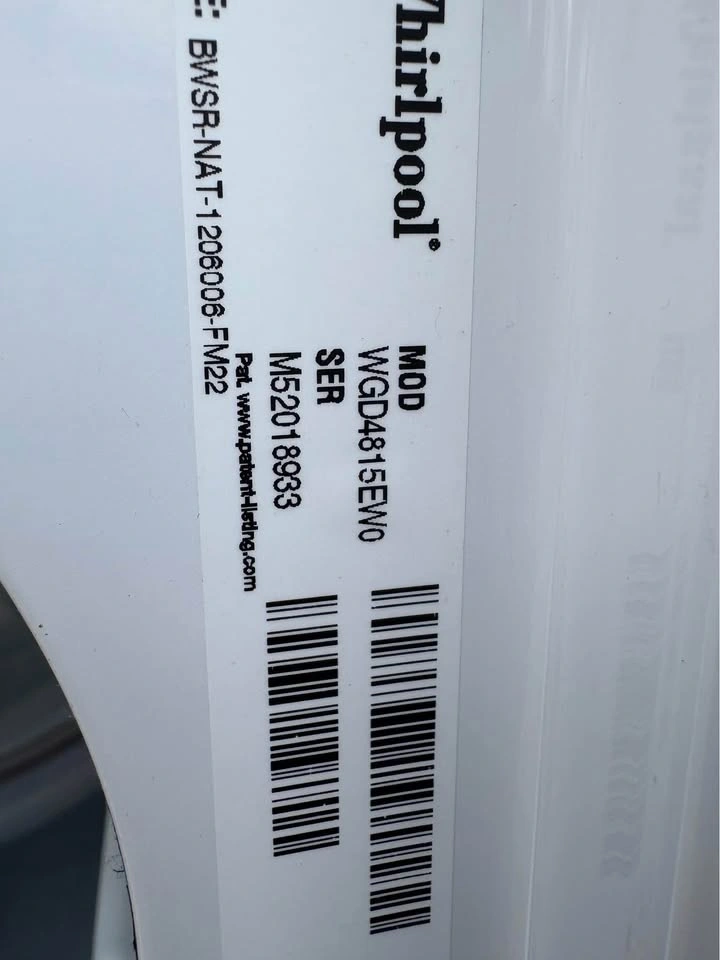 hirlpool®
MOD
WGD4815EW0
SER
M52018933
Pat. www.patent-listing.com
E: BWSR-NAT-1206006-FM22